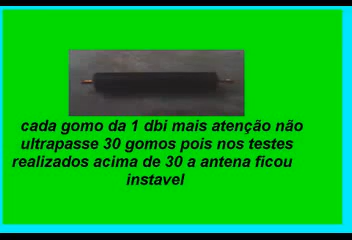 cada gomo da 1 dbi mais atenção não
ultrapasse 30 gomos pois nos testes
realizados acima de 30 a antena ficou
instavel